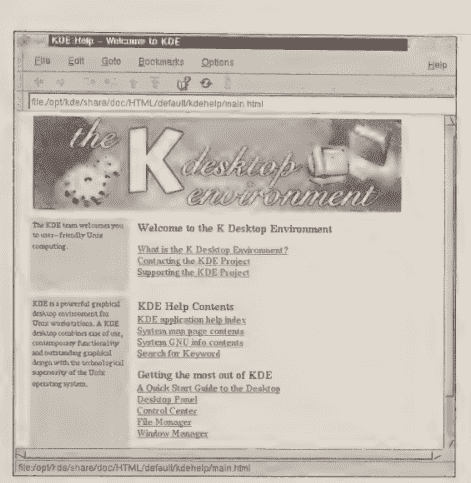 KDE Help - Welcome to KDE
File Edit Goto Bookmarks Options Help
file:/opt/kde/share/doc/HTML/default/kdehelp/main.html
the K desktop environment
The KDE team welcomes you
to user-friendly Unix
computing.
Welcome to the K Desktop Environment
What is the K Desktop Environment?
Contacting the KDE Project
Supporting the KDE Project
KDE is a powerful graphical
desktop environment for
Unix workstations. A KDE
desktop combines ease of use,
contemporary functionality
and outstanding graphical
design with the technological
superiority of the Unix
operating system.
KDE Help Contents
KDE application help index
System man page contents
System GNU info contents
Search for Keyword
Getting the most out of KDE
A Quick Start Guide to the Desktop
Desktop Panel
Control Center
File Manager
Window Manager
file:/opt/kde/share/doc/HTML/default/kdehelp/main.html